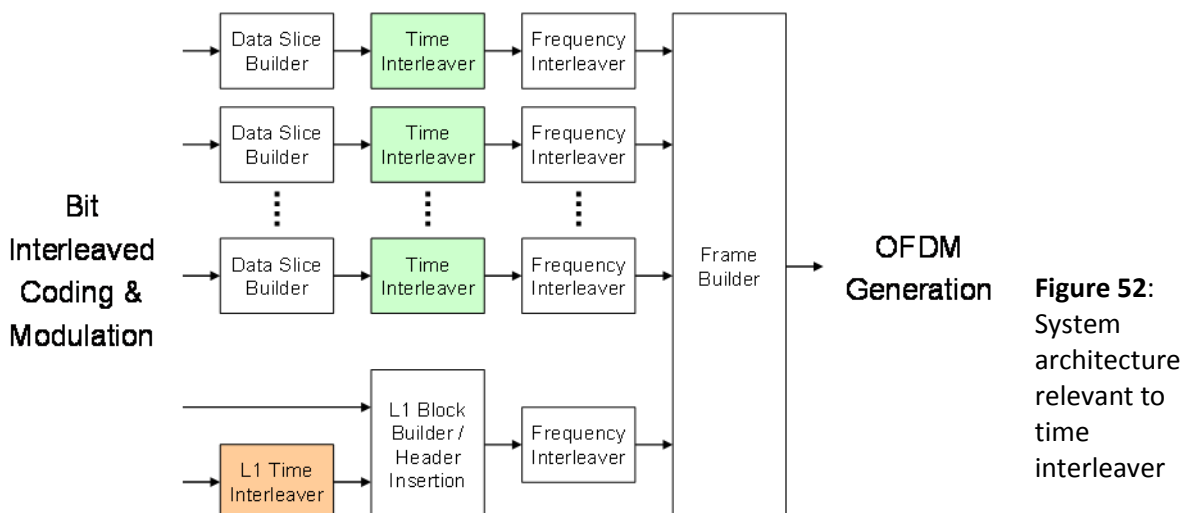 Data Slice
Builder
Time
Interleaver
Frequency
Interleaver
Data Slice
Builder
Time
Interleaver
Frequency
Interleaver
Data Slice
Builder
Time
Interleaver
Frequency
Interleaver
Bit
Interleaved
Coding &
Modulation
L1 Time
Interleaver
L1 Block
Builder /
Header
Insertion
Frequency
Interleaver
Frame
Builder
OFDM
Generation
Figure 52:
System
architecture
relevant to
time
interleaver